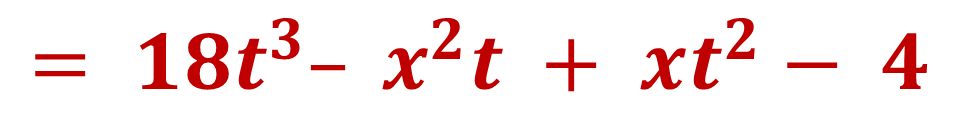 = 18t³– x²t + xt² − 4